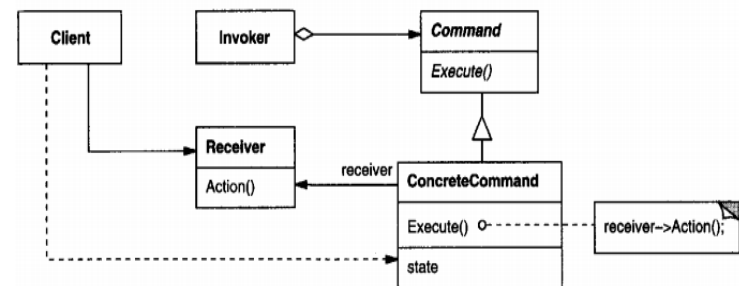 Client
Invoker
Command
Execute()
Receiver
Action()
receiver
ConcreteCommand
Execute()
receiver->Action();
state